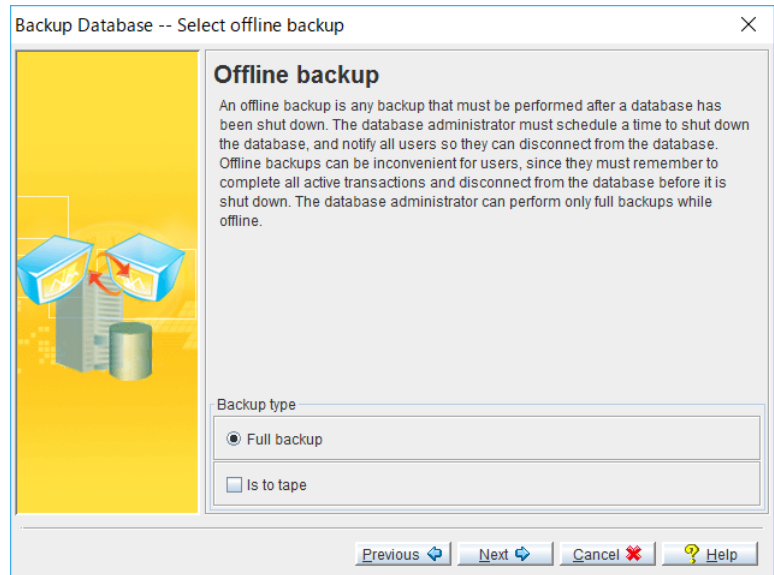 Backup Database -- Select offline backup
Offline backup
An offline backup is any backup that must be performed after a database has
been shut down. The database administrator must schedule a time to shut down
the database, and notify all users so they can disconnect from the database.
Offline backups can be inconvenient for users, since they must remember to
complete all active transactions and disconnect from the database before it is
shut down. The database administrator can perform only full backups while
offline.
Backup type
Full backup
Is to tape
Previous Next Cancel Help